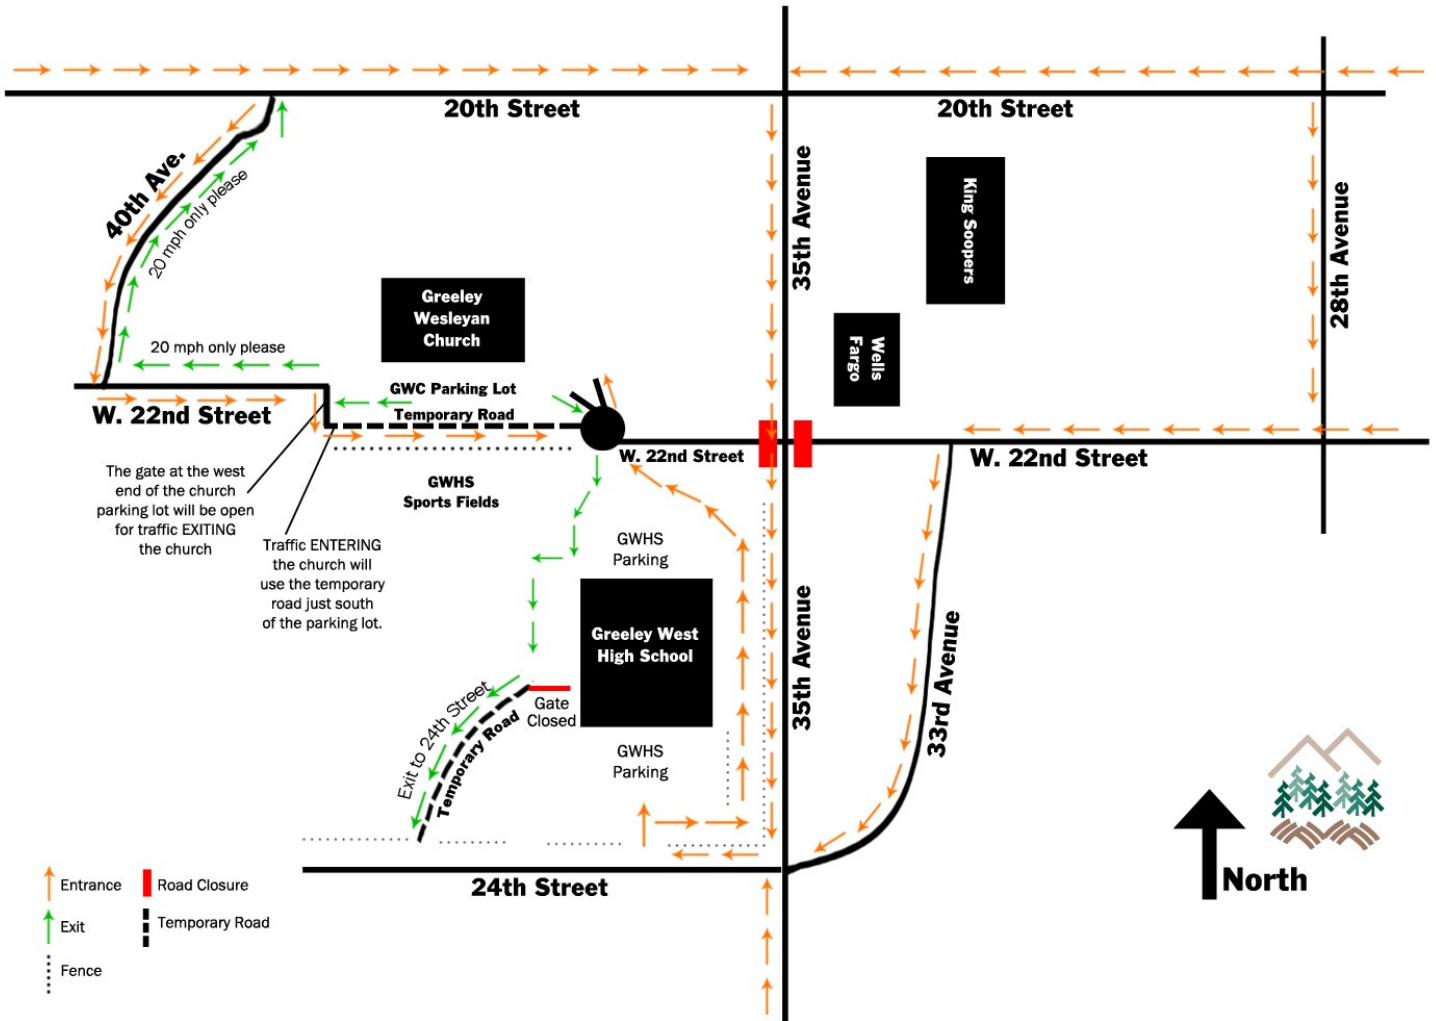 20th Street
20th Street
40th Ave.
20 mph only please
35th Avenue
King Soopers
28th Avenue
Greeley
Wesleyan
Church
Wells
Fargo
20 mph only please
GWC Parking Lot
Temporary Road
W. 22nd Street
W. 22nd Street
W. 22nd Street
The gate at the west
end of the church
parking lot will be open
for traffic EXITING
the church
GWHS
Sports Fields
Traffic ENTERING
the church will
use the temporary
road just south
of the parking lot.
GWHS
Parking
Greeley West
High School
35th Avenue
33rd Avenue
Exit to 24th Street
Temporary Road
Gate
Closed
GWHS
Parking
24th Street
North
Entrance
Road Closure
Exit
Temporary Road
Fence